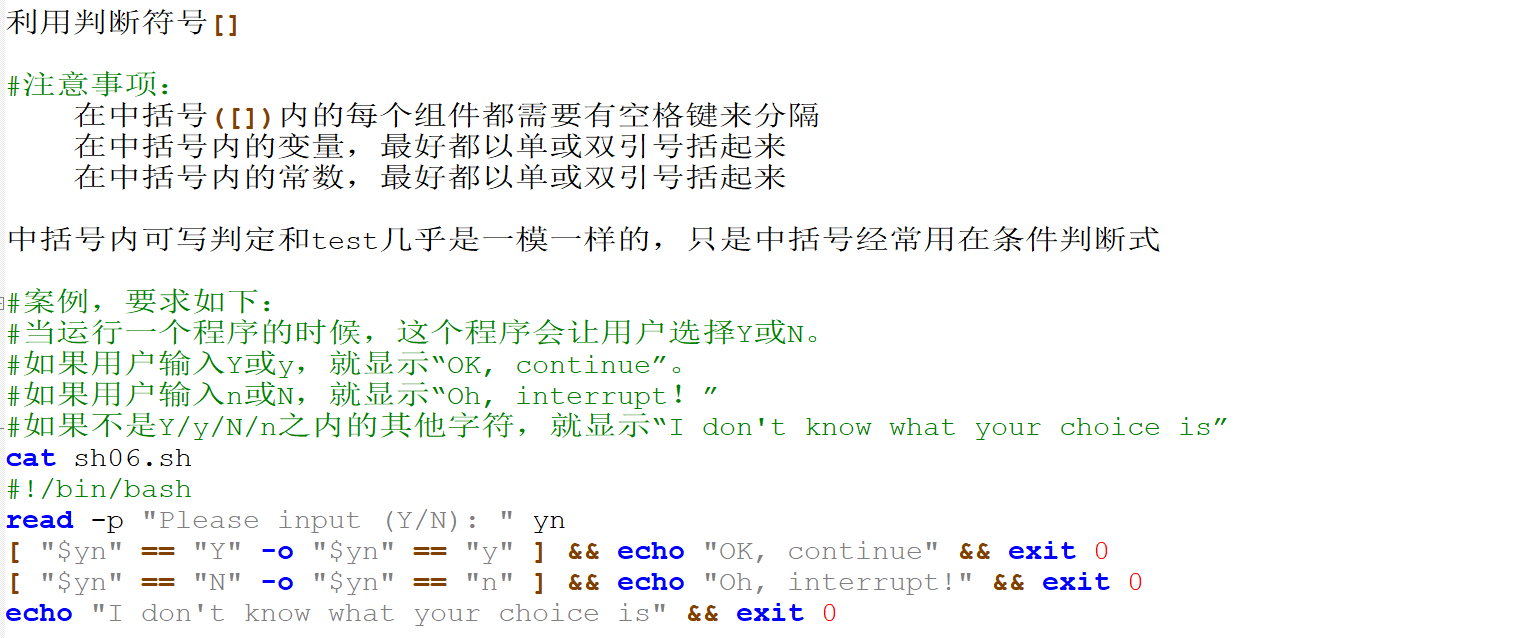 利用判断符号[]
#注意事项：
在中括号([])内的每个组件都需要有空格键来分隔
在中括号内的变量，最好都以单或双引号括起来
在中括号内的常数，最好都以单或双引号括起来
中括号内可写判定和test几乎是一模一样的，只是中括号经常用在条件判断式
#案例，要求如下：
#当运行一个程序的时候，这个程序会让用户选择Y或N。
#如果用户输入Y或y，就显示“OK, continue”。
#如果用户输入n或N，就显示“Oh, interrupt！”
#如果不是Y/y/N/n之内的其他字符，就显示“I don't know what your choice is”
cat sh06.sh
#!/bin/bash
read -p "Please input (Y/N): " yn
[ "$yn" == "Y" -o "$yn" == "y" ] && echo "OK, continue" && exit 0
[ "$yn" == "N" -o "$yn" == "n" ] && echo "Oh, interrupt!" && exit 0
echo "I don't know what your choice is" && exit 0